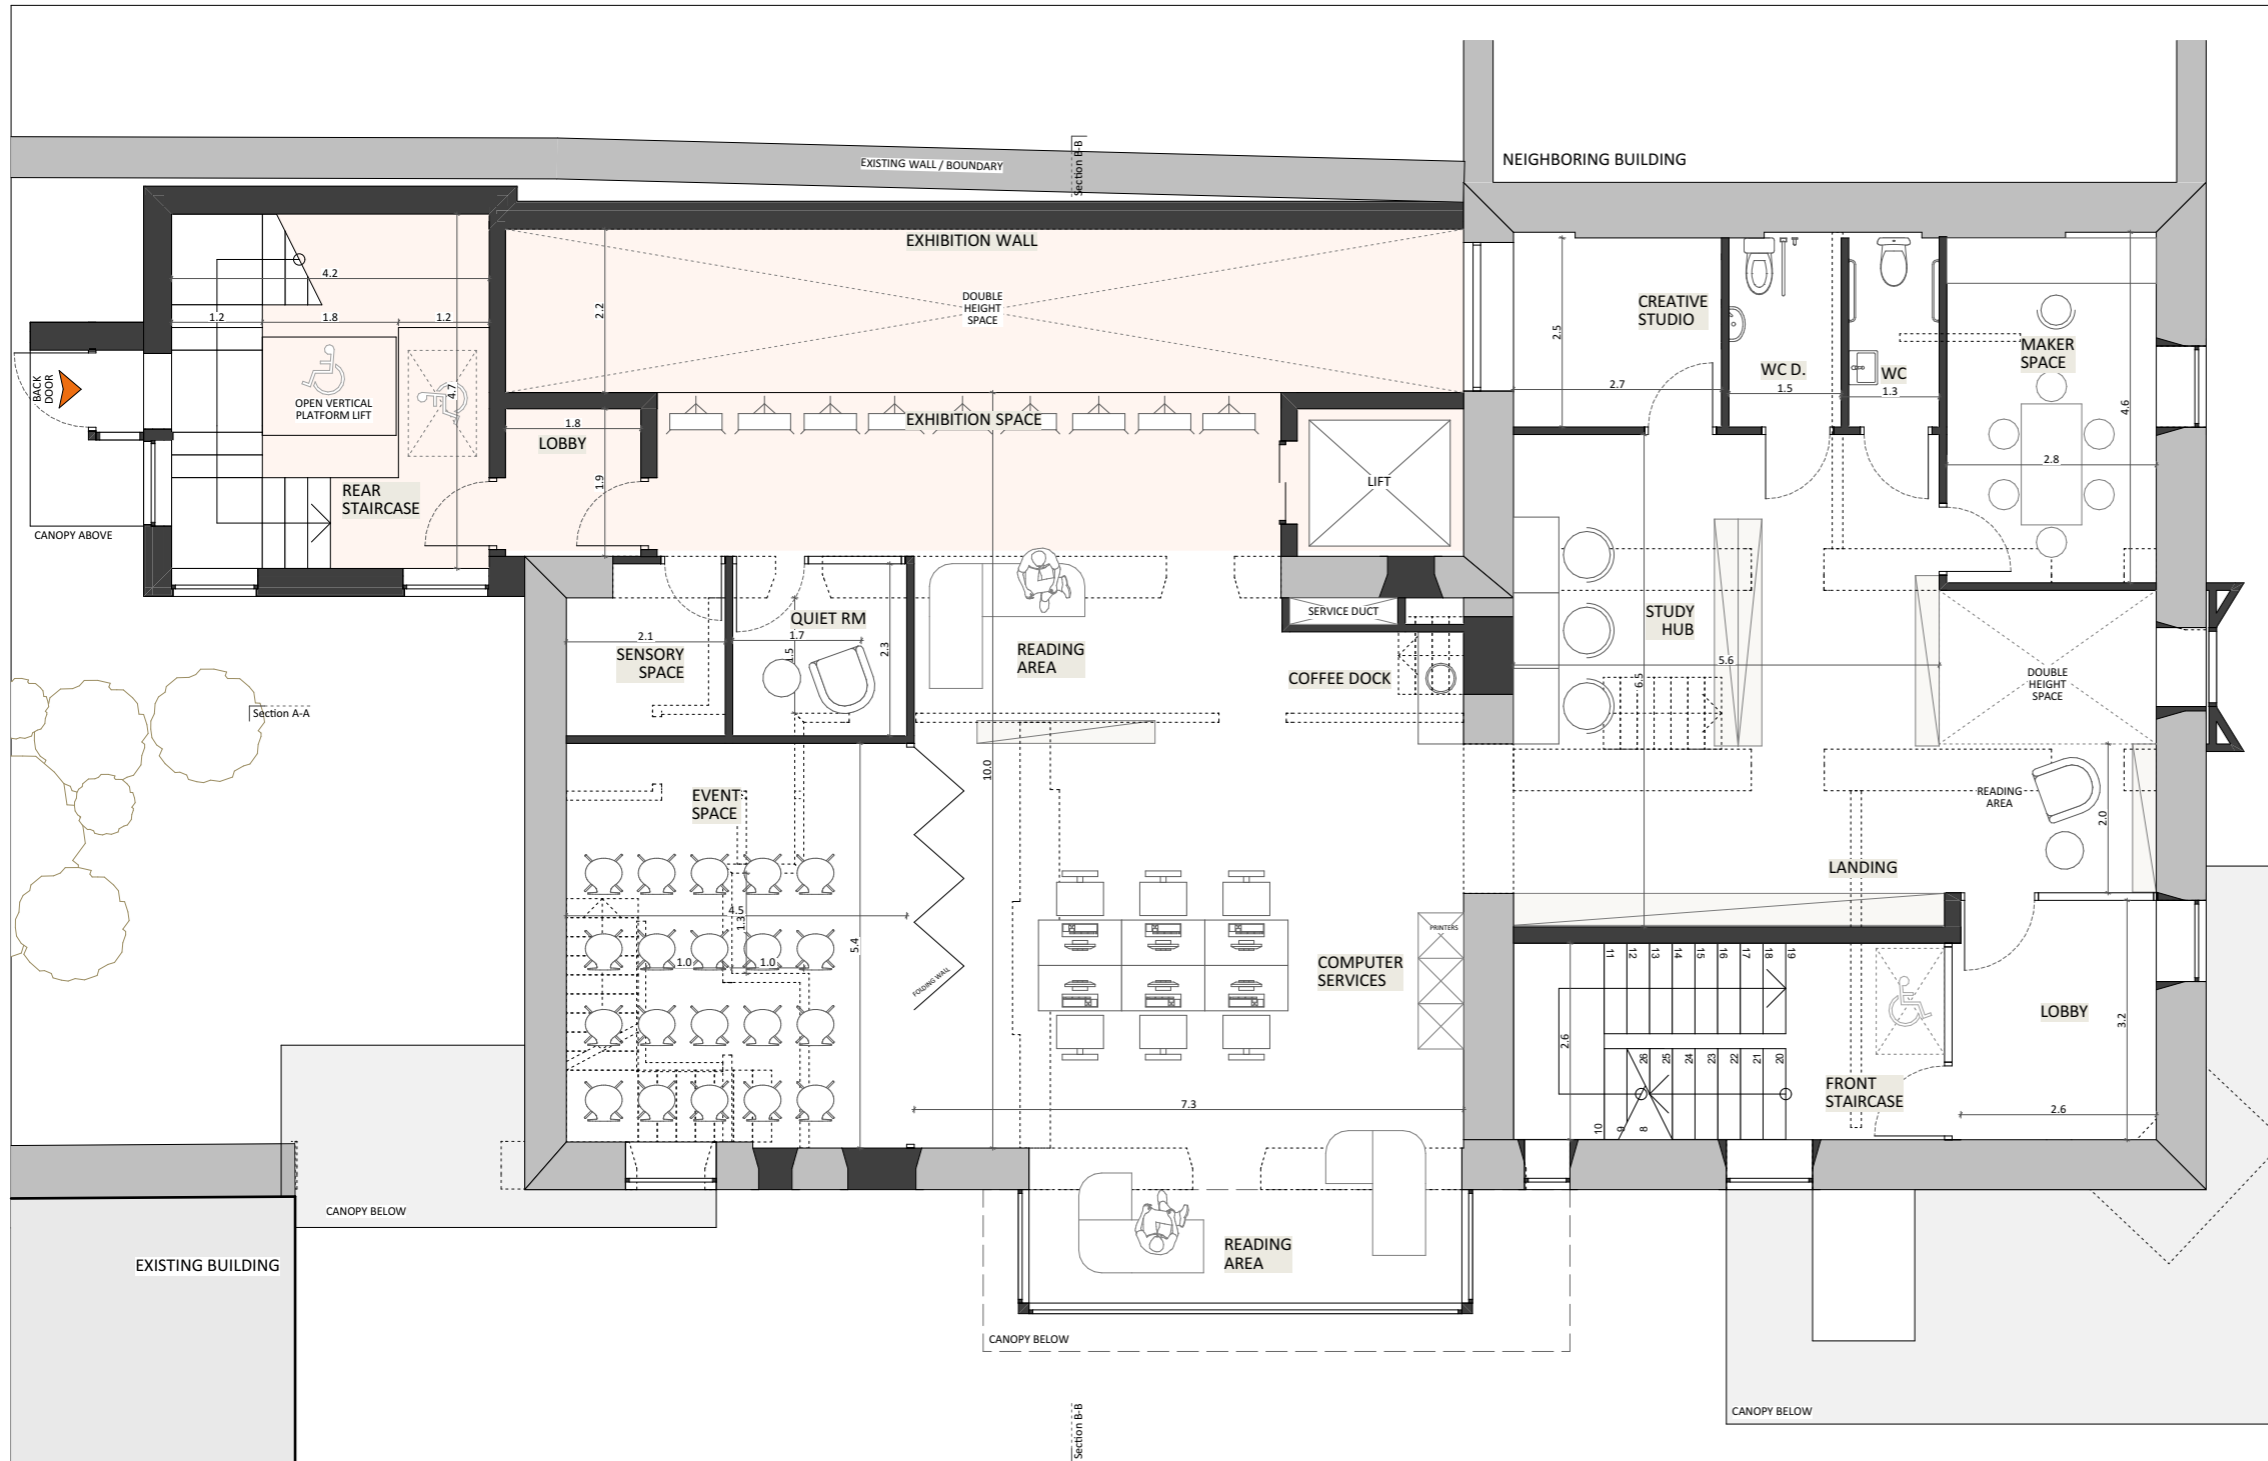 Section B-B
EXISTING WALL / BOUNDARY
NEIGHBORING BUILDING
EXHIBITION WALL
DOUBLE
HEIGHT
SPACE
2.2
4.2
1.2
1.8
1.2
4.7
BACK
DOOR
OPEN VERTICAL
PLATFORM LIFT
REAR
STAIRCASE
CANOPY ABOVE
1.8
LOBBY
1.9
EXHIBITION SPACE
LIFT
CREATIVE
STUDIO
2.5
2.7
WC D.
1.5
WC
1.3
MAKER
SPACE
4.6
2.8
SERVICE DUCT
QUIET RM
1.7
1.5
2.3
2.1
SENSORY
SPACE
READING
AREA
COFFEE DOCK
STUDY
HUB
5.6
6.5
DOUBLE
HEIGHT
SPACE
Section A-A
10.0
EVENT
SPACE
4.5
1.3
1.0
1.0
5.4
FOLDING WALL
READING
AREA
2.0
LANDING
PRINTERS
COMPUTER
SERVICES
11
12
13
14
15
16
17
18
19
2.6
10
9
8
26
25
24
23
22
21
20
FRONT
STAIRCASE
LOBBY
3.2
2.6
7.3
CANOPY BELOW
EXISTING BUILDING
READING
AREA
CANOPY BELOW
CANOPY BELOW
Section B-B